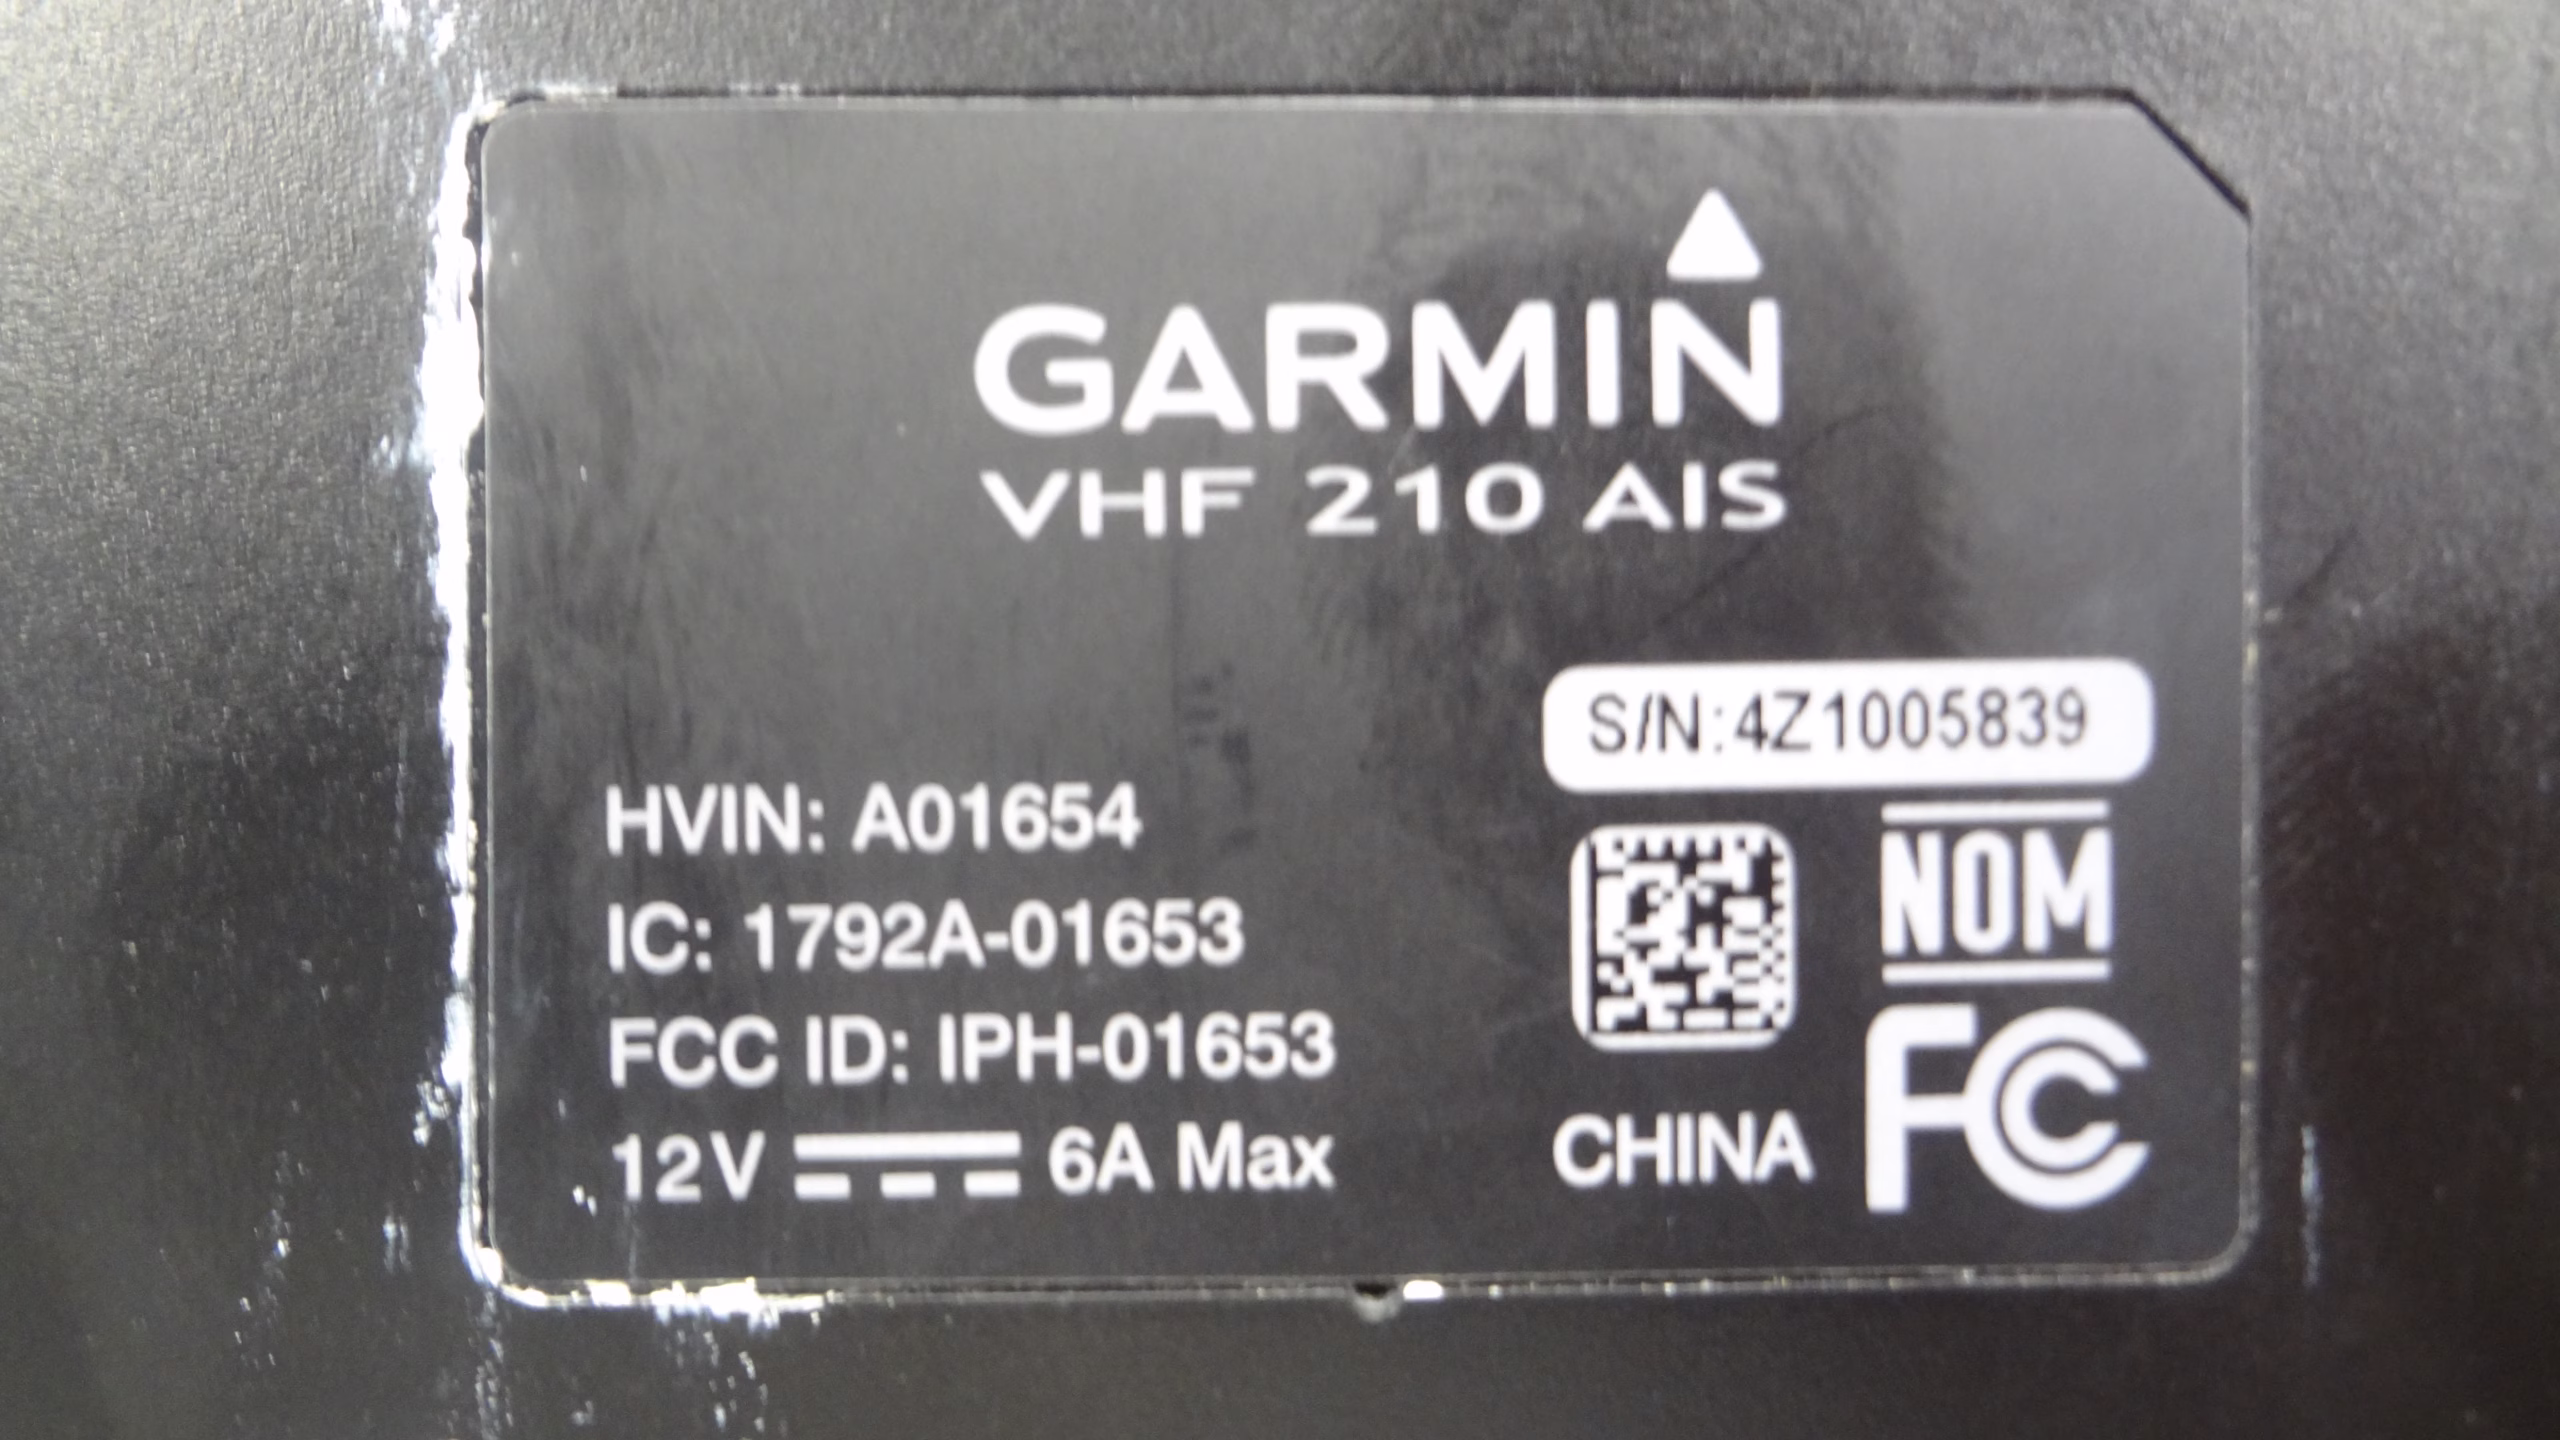 GARMIN
VHF 210 AIS
S/N:4Z1005839
HVIN: A01654
IC: 1792A-01653
FCC ID: IPH-01653
12V 6A Max
NOM
CHINA
FC